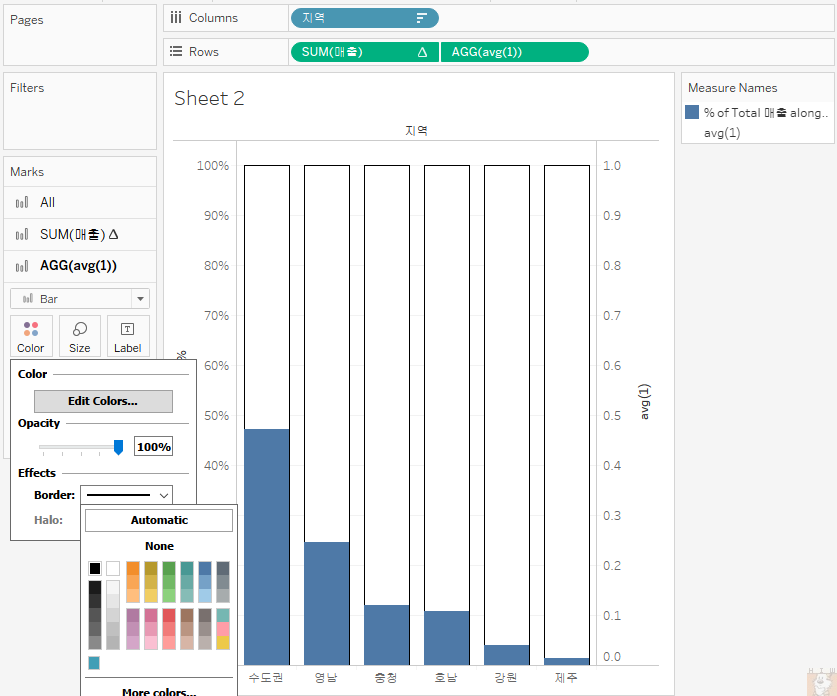 Pages
Columns
지역
Rows
SUM(매출) Δ
AGG(avg(1))
Filters
Marks
All
SUM(매출) Δ
AGG(avg(1))
Bar
Color
Size
Label
Color
Edit Colors...
Opacity
100%
Effects
Border:
Halo:
Automatic
None
More colors...
Sheet 2
지역
100%
90%
80%
70%
60%
50%
40%
%
1.0
0.9
0.8
0.7
0.6
0.5
0.4
0.3
0.2
0.1
0.0
avg(1)
수도권
영남
충청
호남
강원
제주
Measure Names
% of Total 매출 along..
avg(1)